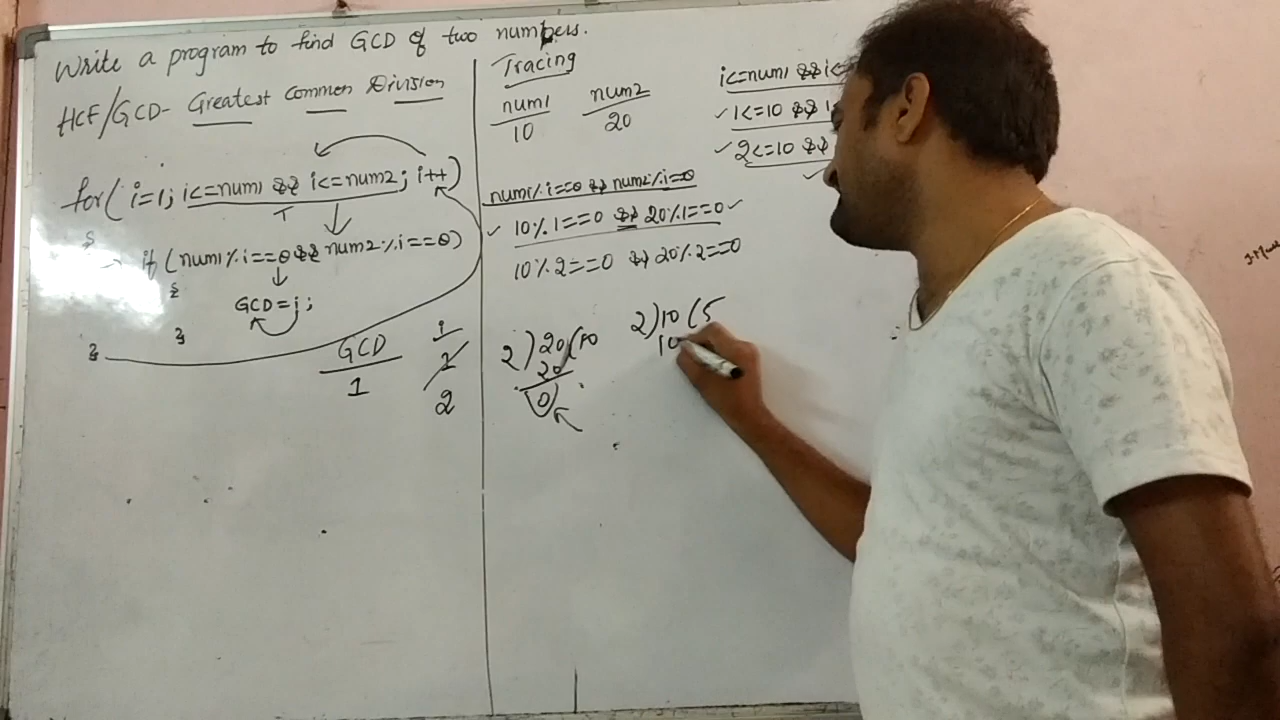 Write a program to find GCD of two numbers.
HCF/GCD- Greatest Common Division
for( i=1; i<=num1 && i<=num2; i++)
T
{
if (num1%i==0 && num2%i==0)
{
GCD=i;
}
}
GCD
1
i
1
2
Tracing
num1
10
num2
20
i<=num1 && i<
1<=10 && 1
2<=10 &&
num1%i==0 && num2%i==0
10%1==0 && 20%1==0
10%2==0 && 20%2==0
2)20(10
20
0
2)10(5
10